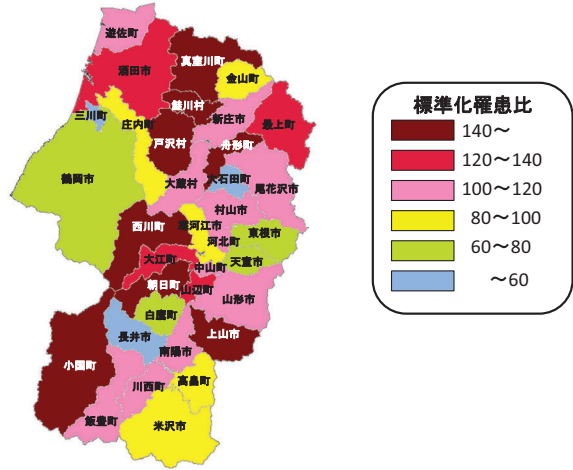 遊佐町
酒田市
真室川町
金山町
鮭川村
新庄市
最上町
三川町
庄内町
戸沢村
舟形町
鶴岡市
大蔵村
大石田町
尾花沢市
村山市
西川町
寒河江市
河北町
東根市
大江町
中山町
天童市
朝日町
山辺町
山形市
白鷹町
上山市
長井市
南陽市
小国町
川西町
高畠町
飯豊町
米沢市
標準化罹患比
140～
120～140
100～120
80～100
60～80
～60